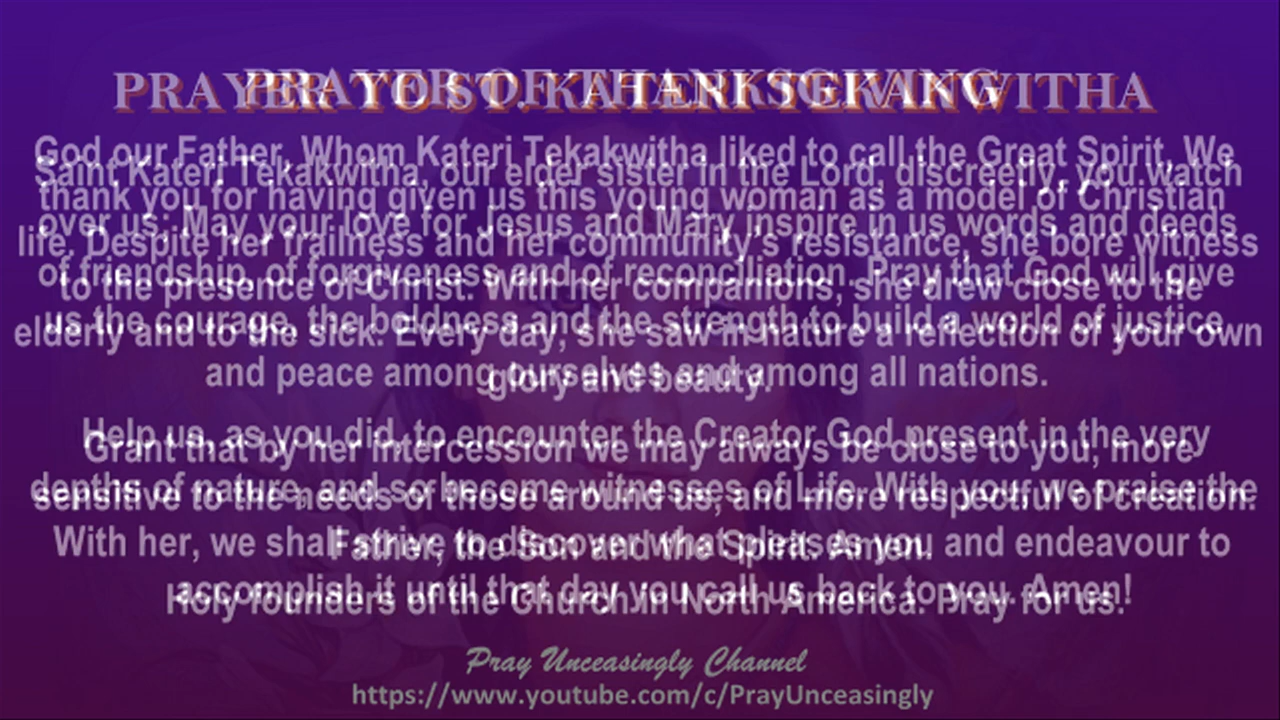 PRAYER TO ST. KATERI TEKAKWITHA
Saint Kateri Tekakwitha, our elder sister in the Lord, discreetly, you watch
over us; May your love for Jesus and Mary inspire in us words and deeds
of friendship, of forgiveness and of reconciliation. Pray that God will give
us the courage, the boldness and the strength to build a world of justice
and peace among ourselves and among all nations.
Help us, as you did, to encounter the Creator God present in the very
depths of nature, and so become witnesses of Life. With you, we praise the
Father, the Son and the Spirit. Amen.
Holy founders of the Church in North America. Pray for us.
PRAYER OF THANKSGIVING
God our Father, Whom Kateri Tekakwitha liked to call the Great Spirit, We
thank you for having given us this young woman as a model of Christian
life. Despite her frailness and her community's resistance, she bore witness
to the presence of Christ. With her companions, she drew close to the
elderly and to the sick. Every day, she saw in nature a reflection of your own
glory and beauty.
Grant that by her intercession we may always be close to you, more
sensitive to the needs of those around us, and more respectful of creation.
With her, we shall strive to discover what pleases you and endeavour to
accomplish it until that day you call us back to you. Amen!
Pray Unceasingly Channel
https://www.youtube.com/c/PrayUnceasingly